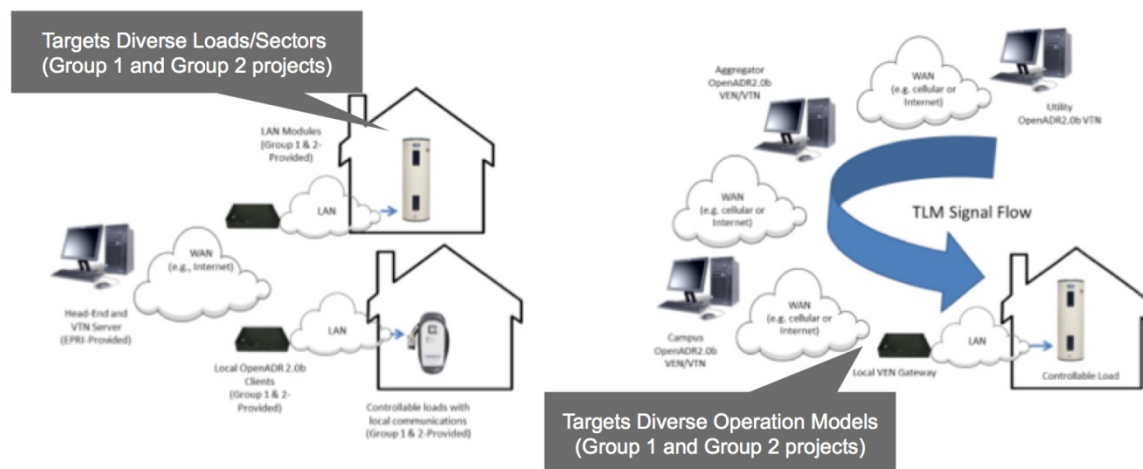 Targets Diverse Loads/Sectors
(Group 1 and Group 2 projects)
LAN Modules
(Group 1 & 2-
Provided)
LAN
WAN
(e.g., Internet)
Head-End and
VTN Server
(EPRI-Provided)
LAN
Local OpenADR 2.0b
Clients
(Group 1 & 2-
Provided)
Controllable loads with
local communications
(Group 1 & 2-Provided)
Aggregator
OpenADR2.0b
VEN/VTN
WAN
(e.g. cellular or
Internet)
Utility
OpenADR2.0b VTN
WAN
(e.g. cellular or
Internet)
TLM Signal Flow
Campus
OpenADR2.0b
VEN/VTN
WAN
(e.g. cellular or
Internet)
LAN
Local VEN Gateway
Controllable Load
Targets Diverse Operation Models
(Group 1 and Group 2 projects)